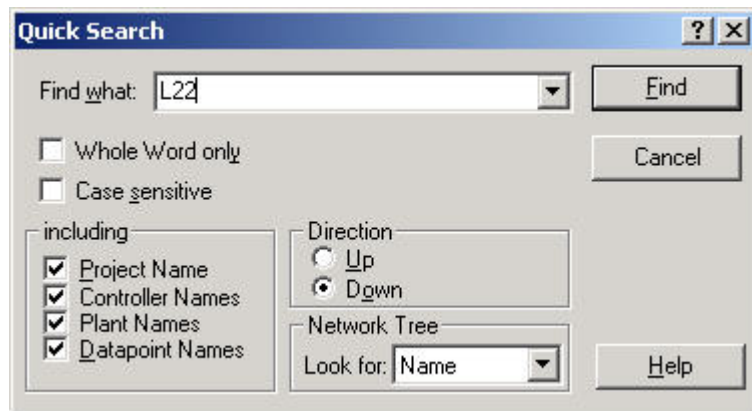 Quick Search
Find what: L22
Find
Whole Word only
Cancel
Case sensitive
including
Project Name
Controller Names
Plant Names
Datapoint Names
Direction
Up
Down
Network Tree
Look for: Name
Help